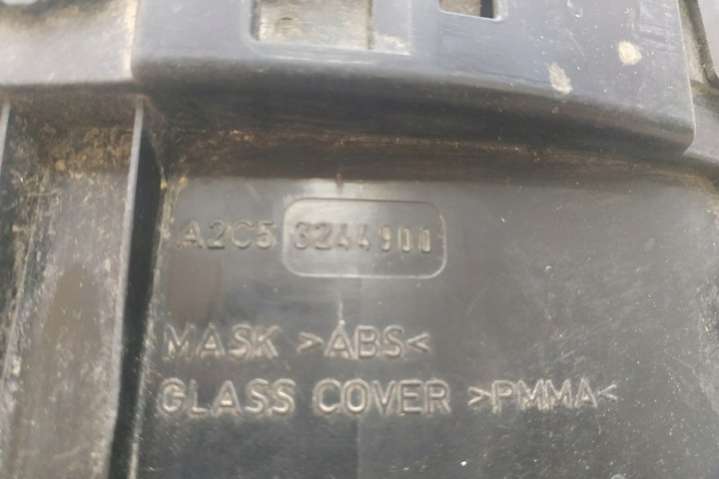 A2C5 3244900
MASK >ABS<
GLASS COVER >PMMA<